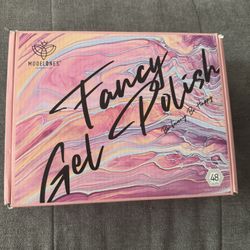 MODELONES
Fancy
Gel Polish
48